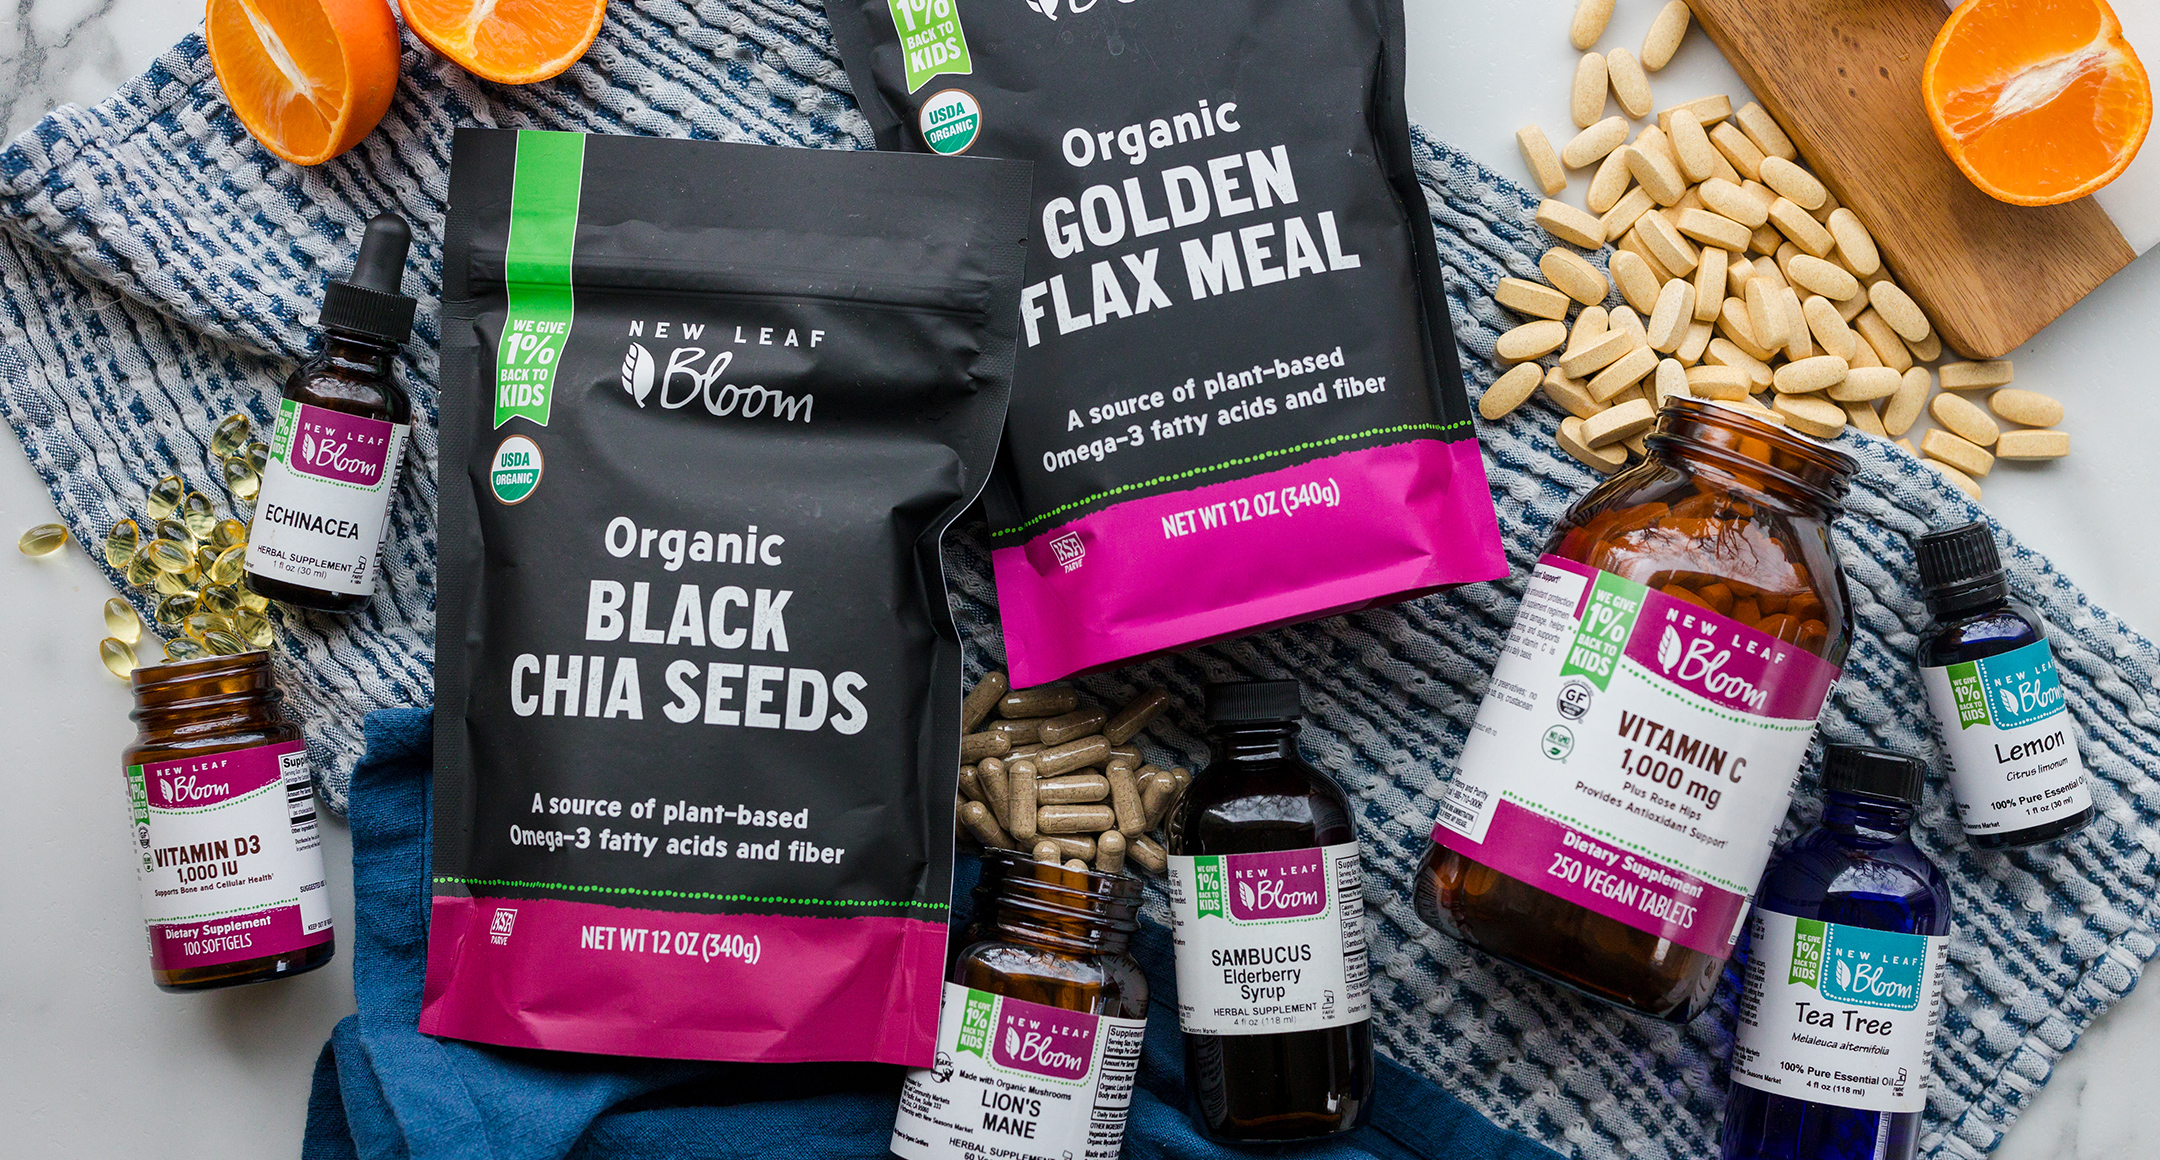 1%
BACK TO
KIDS
USDA
ORGANIC
Organic
GOLDEN
FLAX MEAL
A source of plant-based
Omega-3 fatty acids and fiber
NET WT 12 OZ (340g)
KSA
PARVE
WE GIVE
1%
BACK TO
KIDS
NEW LEAF
Bloom
USDA
ORGANIC
Organic
BLACK
CHIA SEEDS
A source of plant-based
Omega-3 fatty acids and fiber
KSA
PARVE
NET WT 12 OZ (340g)
NEW LEAF
Bloom
ECHINACEA
HERBAL SUPPLEMENT
1 fl oz (30 ml)
NEW LEAF
Bloom
VITAMIN D3
1,000 IU
Supports Bone and Cellular Health
Dietary Supplement
100 SOFTGELS
WE GIVE
1%
BACK TO
KIDS
NEW LEAF
Bloom
Made with Organic Mushrooms
LION'S
MANE
HERBAL SUPPLEMENT
WE GIVE
1%
BACK TO
KIDS
NEW LEAF
Bloom
SAMBUCUS
Elderberry
Syrup
HERBAL SUPPLEMENT
4 fl oz (118 ml)
WE GIVE
1%
BACK TO
KIDS
NEW LEAF
Bloom
GF
VITAMIN C
1,000 mg
Plus Rose Hips
Provides Antioxidant Support
Dietary Supplement
250 VEGAN TABLETS
WE GIVE
1%
BACK TO
KIDS
NEW LEAF
Bloom
Lemon
Citrus limonum
100% Pure Essential Oil
1 fl oz (30 ml)
WE GIVE
1%
BACK TO
KIDS
NEW LEAF
Bloom
Tea Tree
Melaleuca alternifolia
100% Pure Essential Oil
4 fl oz (118 ml)